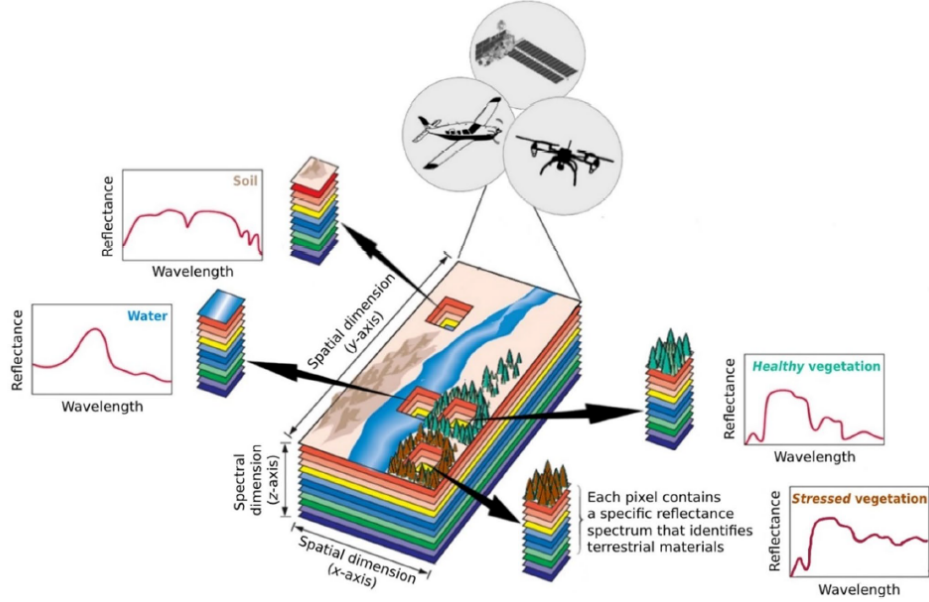 Soil
Reflectance
Wavelength
Water
Reflectance
Wavelength
Spatial dimension
(y-axis)
Healthy vegetation
Reflectance
Wavelength
Spectral
dimension
(z-axis)
Spatial dimension
(x-axis)
Each pixel contains
a specific reflectance
spectrum that identifies
terrestrial materials
Stressed vegetation
Reflectance
Wavelength